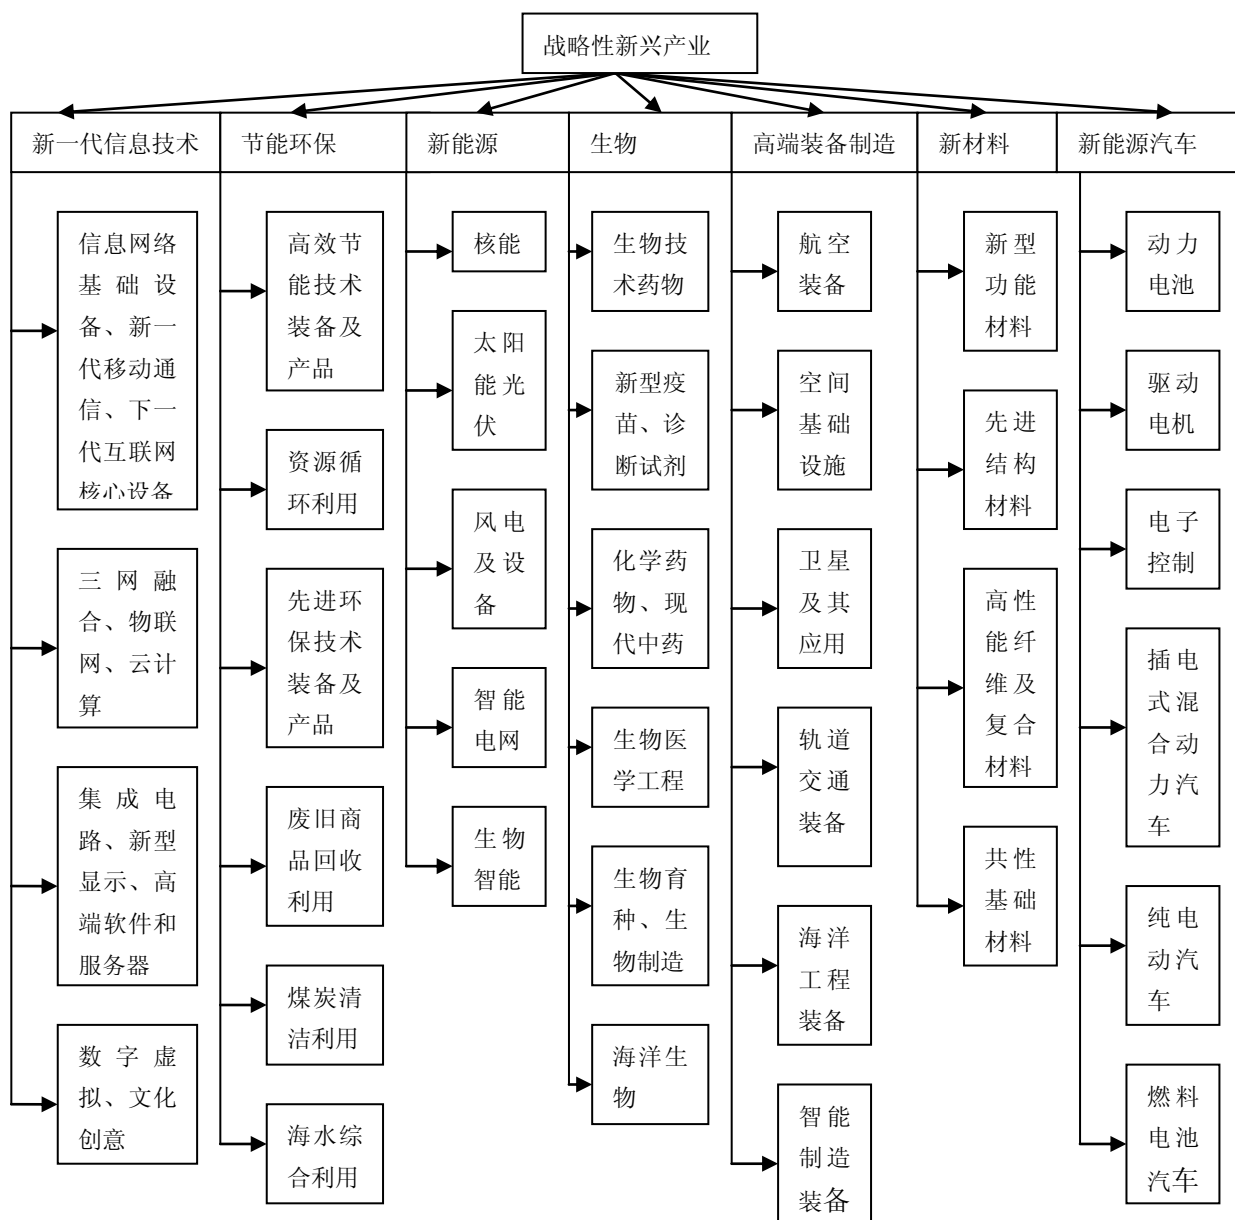 战略性新兴产业
新一代信息技术
节能环保
新能源
生物
高端装备制造
新材料
新能源汽车
信息网络
基础设
备、新一
代移动通
信、下一
代互联网
核心设备
三网融
合、物联
网、云计
算
集成电
路、新型
显示、高
端软件和
服务器
数字虚
拟、文化
创意
高效节
能技术
装备及
产品
资源循
环利用
先进环
保技术
装备及
产品
废旧商
品回收
利用
煤炭清
洁利用
海水综
合利用
核能
太阳
能光
伏
风电
及设
备
智能
电网
生物
智能
生物技
术药物
新型疫
苗、诊
断试剂
化学药
物、现
代中药
生物医
学工程
生物育
种、生
物制造
海洋生
物
航空
装备
空间
基础
设施
卫星
及其
应用
轨道
交通
装备
海洋
工程
装备
智能
制造
装备
新型
功能
材料
先进
结构
材料
高性
能纤
维及
复合
材料
共性
基础
材料
动力
电池
驱动
电机
电子
控制
插电
式混
合动
力汽
车
纯电
动汽
车
燃料
电池
汽车